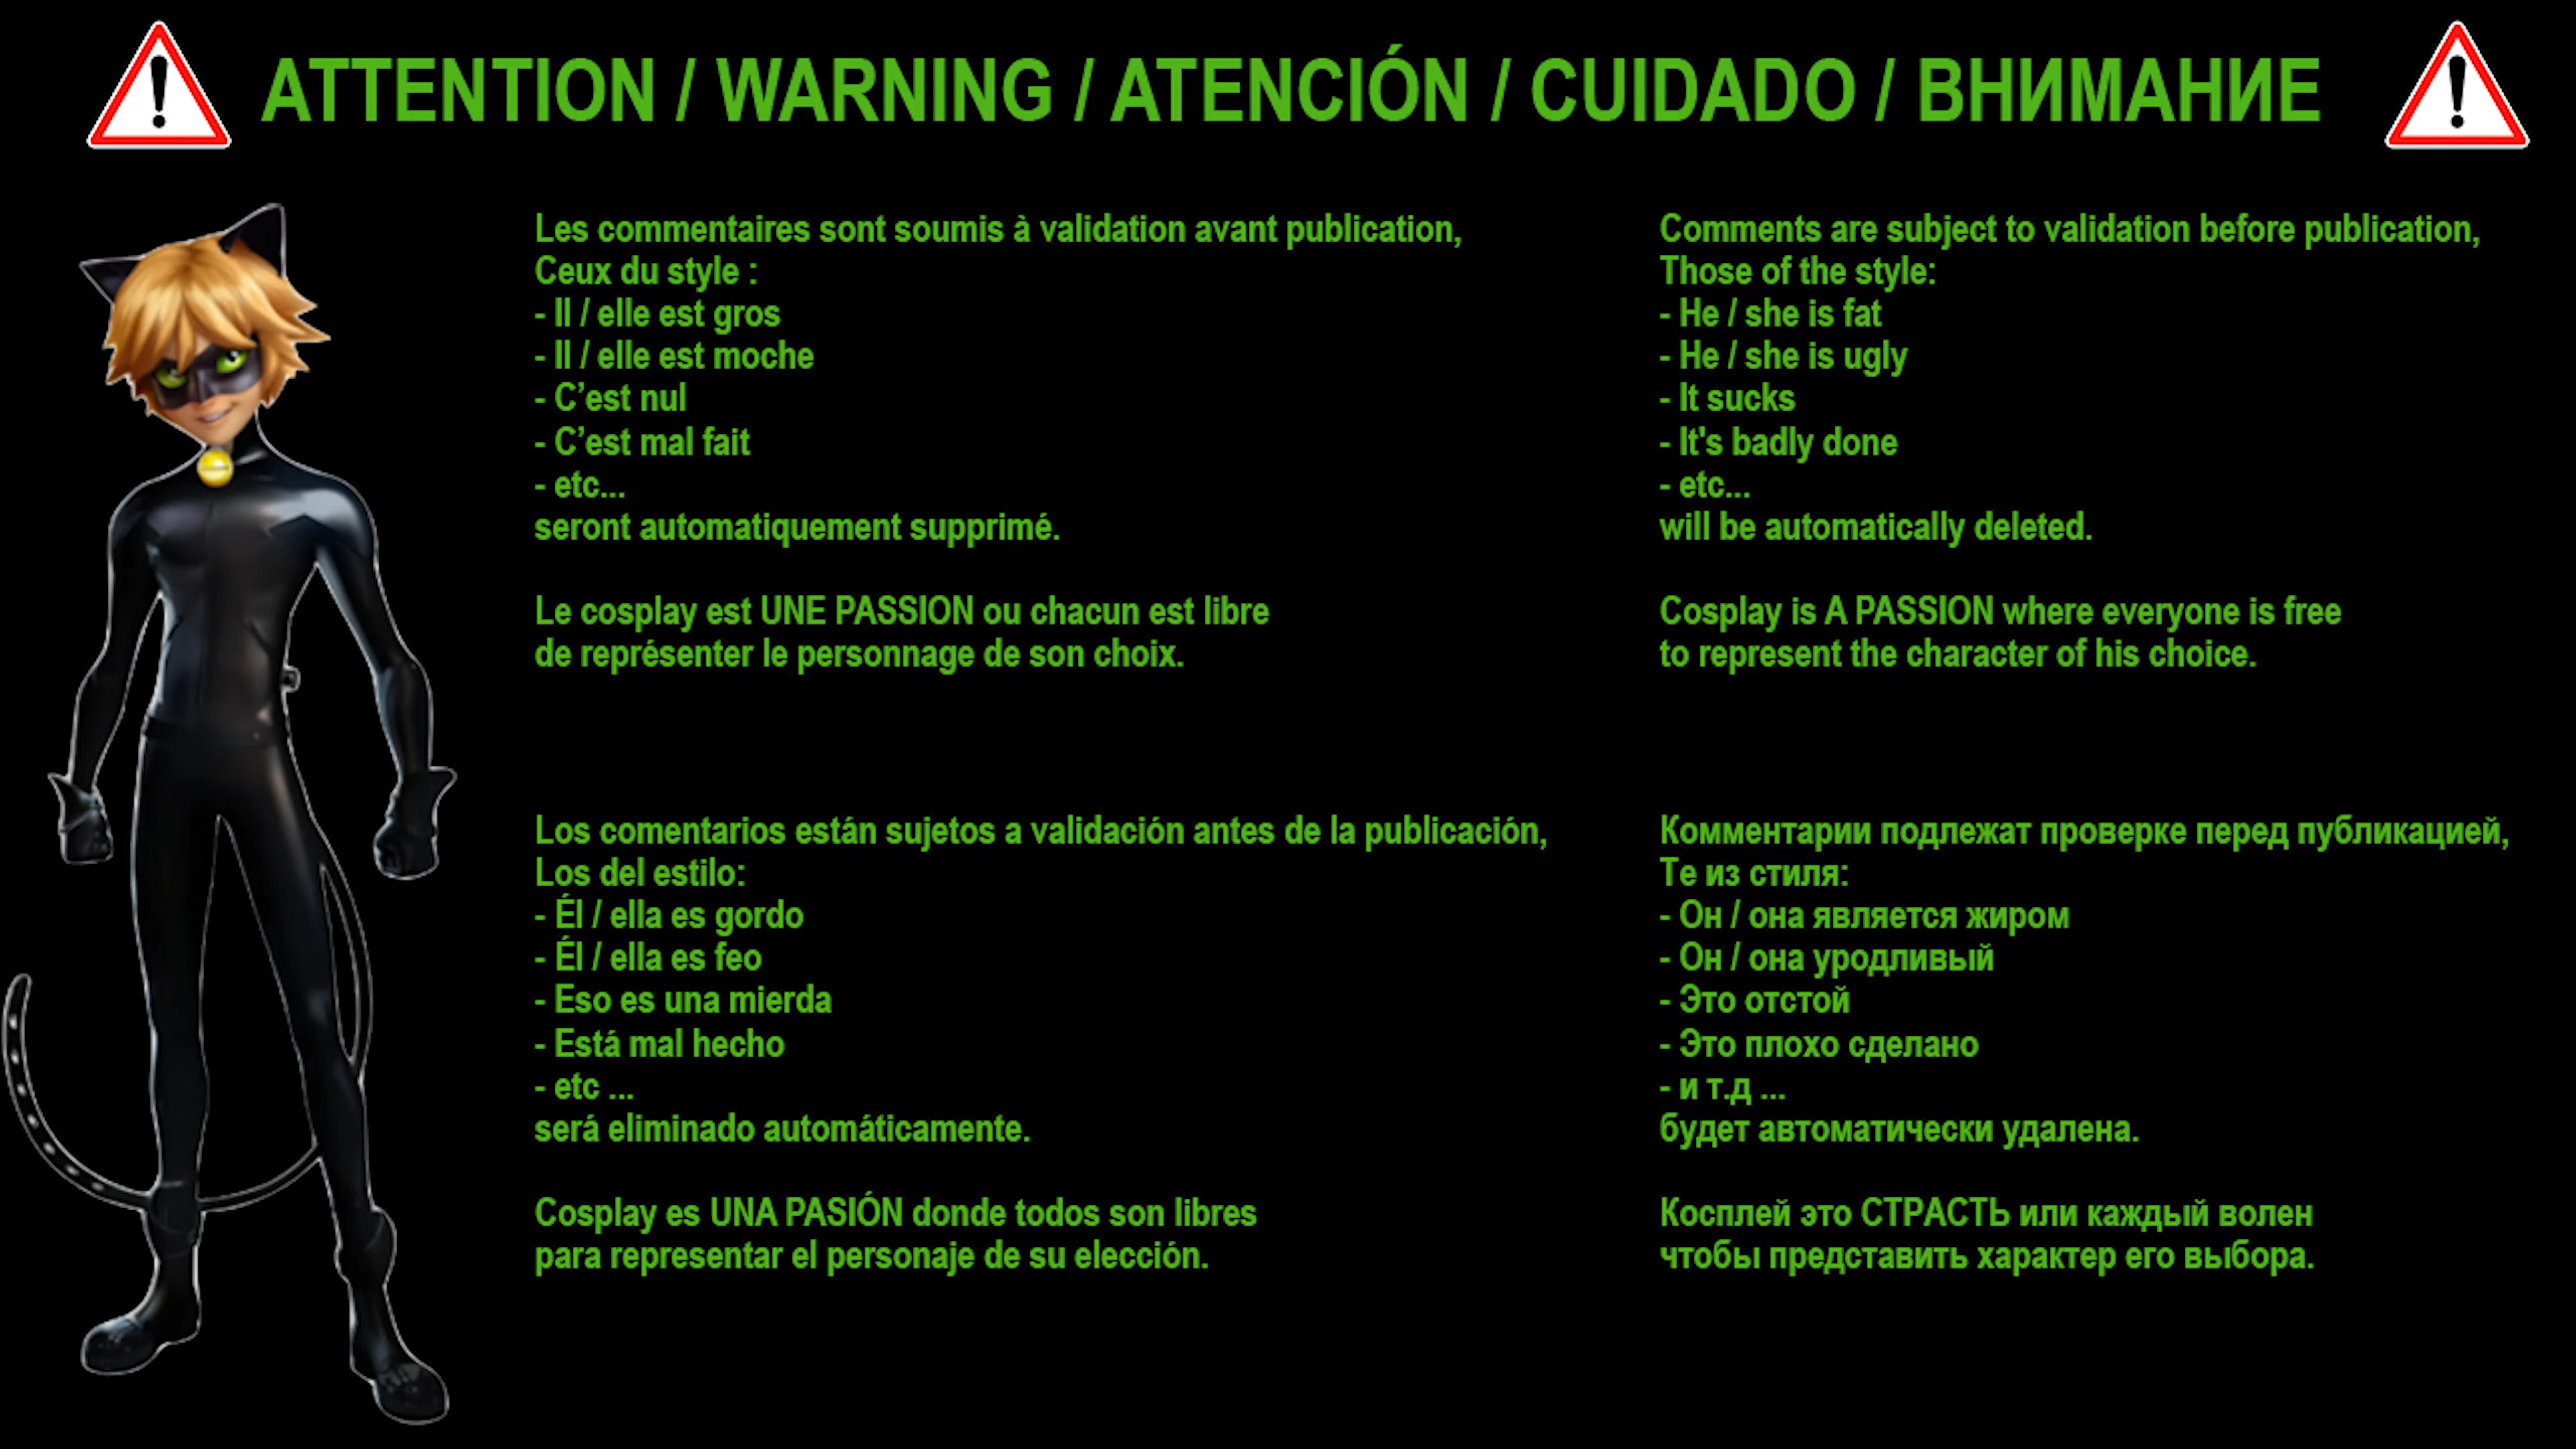 ATTENTION / WARNING / ATENCIÓN / CUIDADO / ВНИМАНИЕ
Les commentaires sont soumis à validation avant publication,
Ceux du style :
- Il / elle est gros
- Il / elle est moche
- C’est nul
- C’est mal fait
- etc...
seront automatiquement supprimé.
Le cosplay est UNE PASSION ou chacun est libre
de représenter le personnage de son choix.
Comments are subject to validation before publication,
Those of the style:
- He / she is fat
- He / she is ugly
- It sucks
- It's badly done
- etc...
will be automatically deleted.
Cosplay is A PASSION where everyone is free
to represent the character of his choice.
Los comentarios están sujetos a validación antes de la publicación,
Los del estilo:
- Él / ella es gordo
- Él / ella es feo
- Eso es una mierda
- Está mal hecho
- etc ...
será eliminado automáticamente.
Cosplay es UNA PASIÓN donde todos son libres
para representar el personaje de su elección.
Комментарии подлежат проверке перед публикацией,
Те из стиля:
- Он / она является жиром
- Он / она уродливый
- Это отстой
- Это плохо сделано
- и т.д ...
будет автоматически удалена.
Косплей это СТРАСТЬ или каждый волен
чтобы представить характер его выбора.